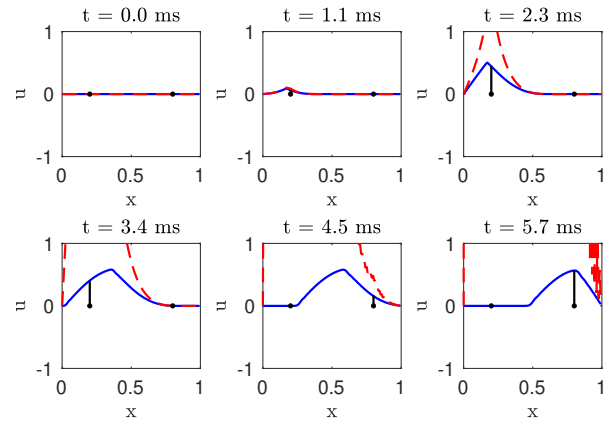 t = 0.0 ms t = 1.1 ms t = 2.3 ms
1 1 1
u 0 u 0 u 0
-1 -1 -1
0 0.5 1 0 0.5 1 0 0.5 1
x x x
t = 3.4 ms t = 4.5 ms t = 5.7 ms
1 1 1
u 0 u 0 u 0
-1 -1 -1
0 0.5 1 0 0.5 1 0 0.5 1
x x x